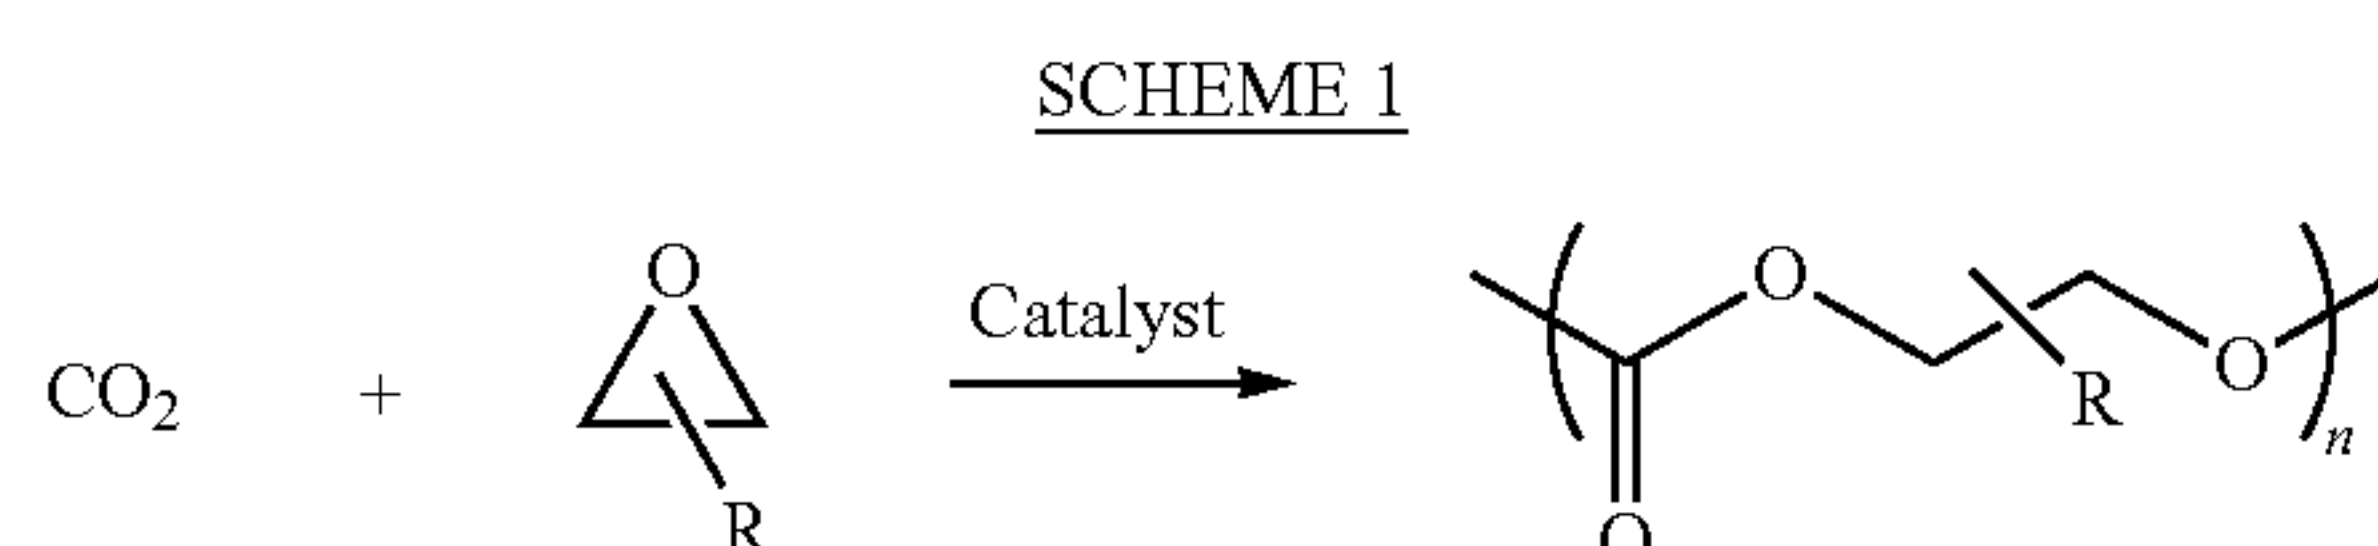 SCHEME 1
CO2 + O R Catalyst O O R O n